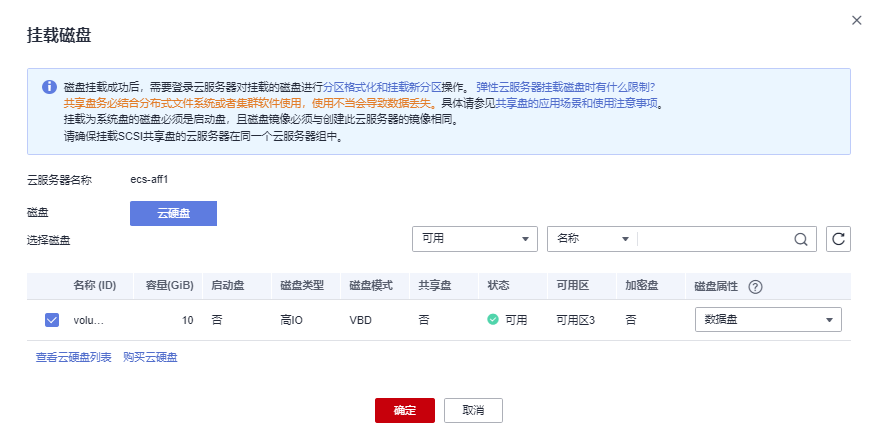 挂载磁盘
磁盘挂载成功后，需要登录云服务器对挂载的磁盘进行分区格式化和挂载新分区操作。 弹性云服务器挂载磁盘时有什么限制?
共享盘务必结合分布式文件系统或者集群软件使用，使用不当会导致数据丢失。具体请参见共享盘的应用场景和使用注意事项。
挂载为系统盘的磁盘必须是启动盘，且磁盘镜像必须与创建此云服务器的镜像相同。
请确保挂载SCSI共享盘的云服务器在同一个云服务器组中。
云服务器名称 ecs-aff1
磁盘 云硬盘
选择磁盘 可用 名称
名称 (ID) 容量(GiB) 启动盘 磁盘类型 磁盘模式 共享盘 状态 可用区 加密盘 磁盘属性 ?
volu... 10 否 高IO VBD 否 可用 可用区3 否 数据盘
查看云硬盘列表 购买云硬盘
确定 取消